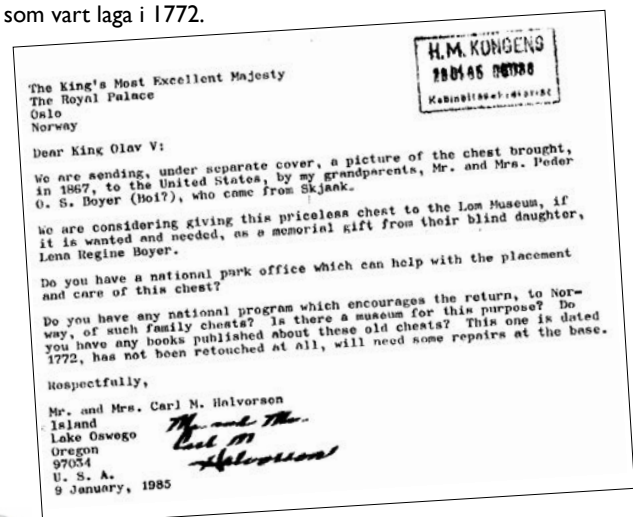 som vart laga i 1772.
H.M. KONGENS
Kabinettssekretariat
The King's Most Excellent Majesty
The Royal Palace
Oslo
Norway
Dear King Olav V:
We are sending, under separate cover, a picture of the chest brought,
in 1867, to the United States, by my grandparents, Mr. and Mrs. Peder
O. S. Boyer (Boi?), who came from Skjaak.
We are considering giving this priceless chest to the Lom Museum, if
it is wanted and needed, as a memorial gift from their blind daughter,
Lena Regine Boyer.
Do you have a national park office which can help with the placement
and care of this chest?
Do you have any national program which encourages the return, to Nor-
way, of such family chests? Is there a museum for this purpose? Do
you have any books published about these old chests? This one is dated
1772, has not been retouched at all, will need some repairs at the base.
Respectfully,
Mr. and Mrs. Carl M. Halvorson
Island
Lake Oswego
Oregon
97034
U. S. A.
9 January, 1985
Mr. and Mrs.
Carl M
Halvorson